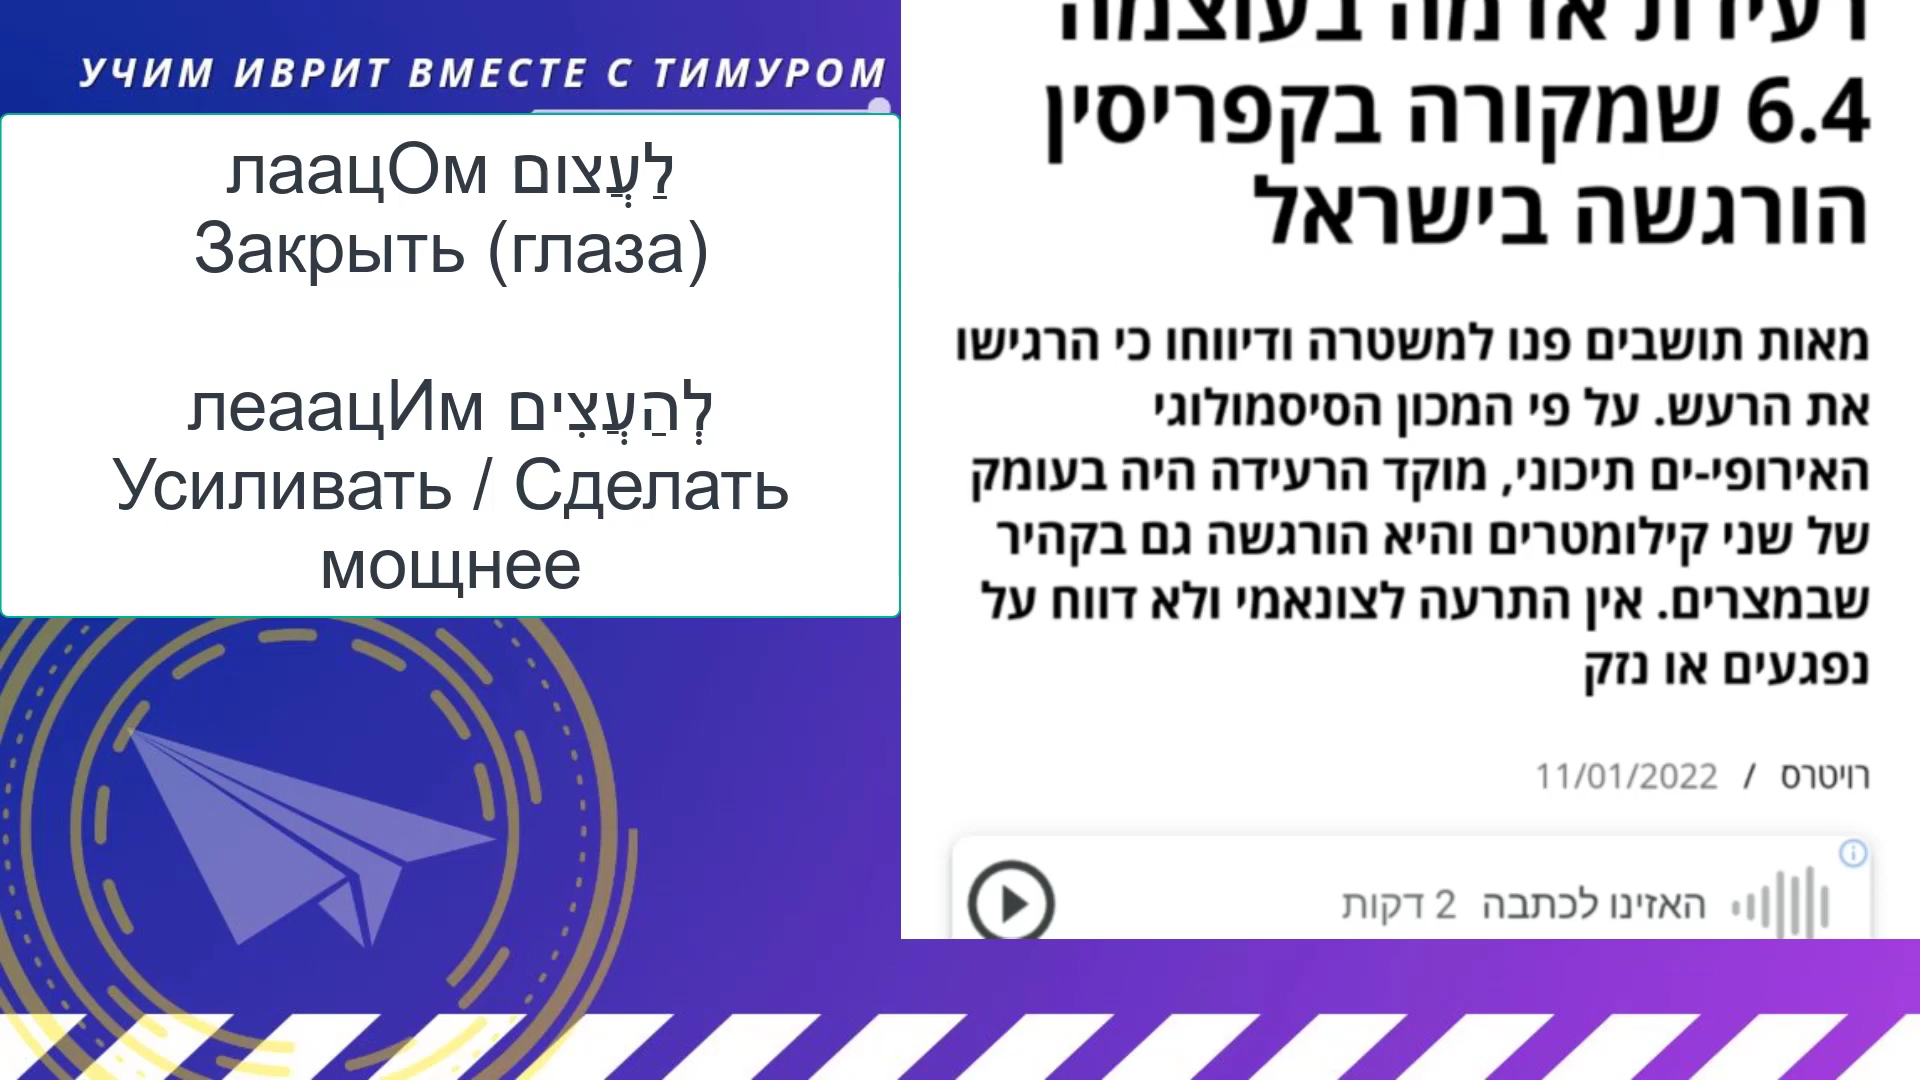 УЧИМ ИВРИТ ВМЕСТЕ С ТИМУРОМ
лаацОм לַעֲצוֹם
Закрыть (глаза)
леаацИм לְהַעֲצִים
Усиливать / Сделать
мощнее
רעידת אדמה בעוצמה
6.4 שמקורה בקפריסין
הורגשה בישראל
מאות תושבים פנו למשטרה ודיווחו כי הרגישו
את הרעש. על פי המכון הסיסמולוגי
האירופי-ים תיכוני, מוקד הרעידה היה בעומק
של שני קילומטרים והיא הורגשה גם בקהיר
שבמצרים. אין התרעה לצונאמי ולא דווח על
נפגעים או נזק
רויטרס / 11/01/2022
האזינו לכתבה 2 דקות